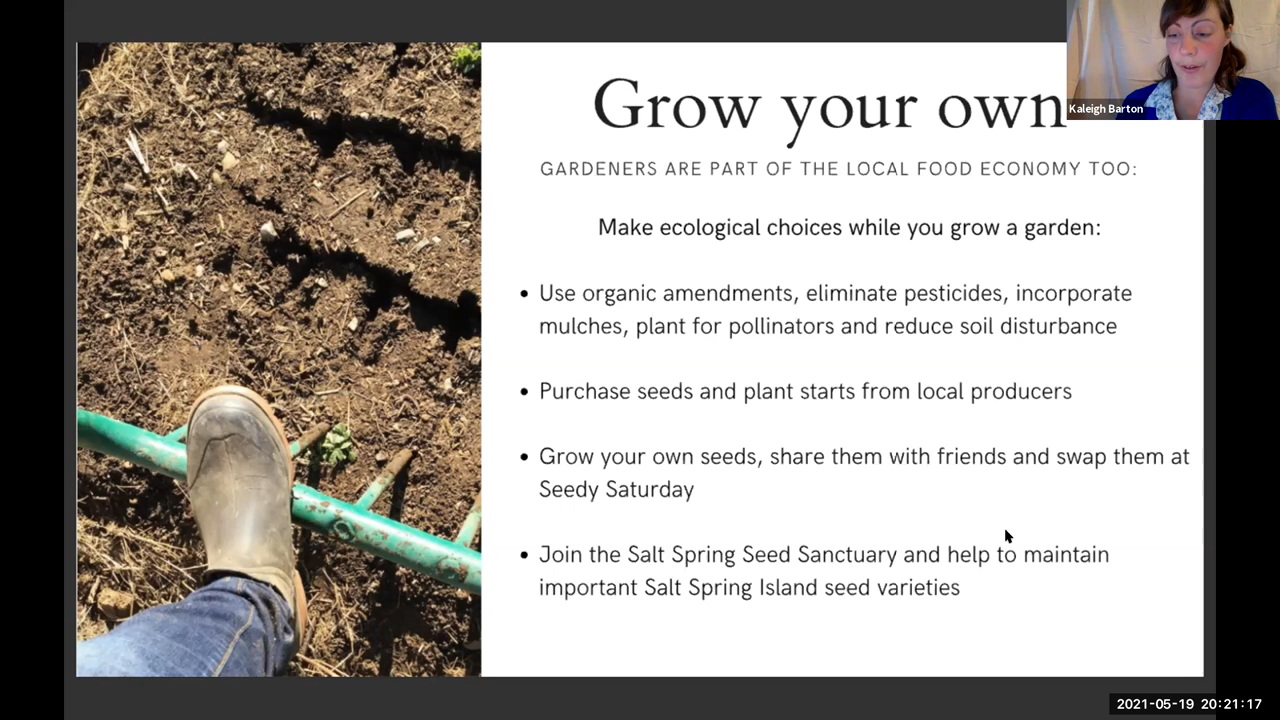 Grow your own
Kaleigh Barton
GARDENERS ARE PART OF THE LOCAL FOOD ECONOMY TOO:
Make ecological choices while you grow a garden:
• Use organic amendments, eliminate pesticides, incorporate
mulches, plant for pollinators and reduce soil disturbance
• Purchase seeds and plant starts from local producers
• Grow your own seeds, share them with friends and swap them at
Seedy Saturday
• Join the Salt Spring Seed Sanctuary and help to maintain
important Salt Spring Island seed varieties
2021-05-19 20:21:17